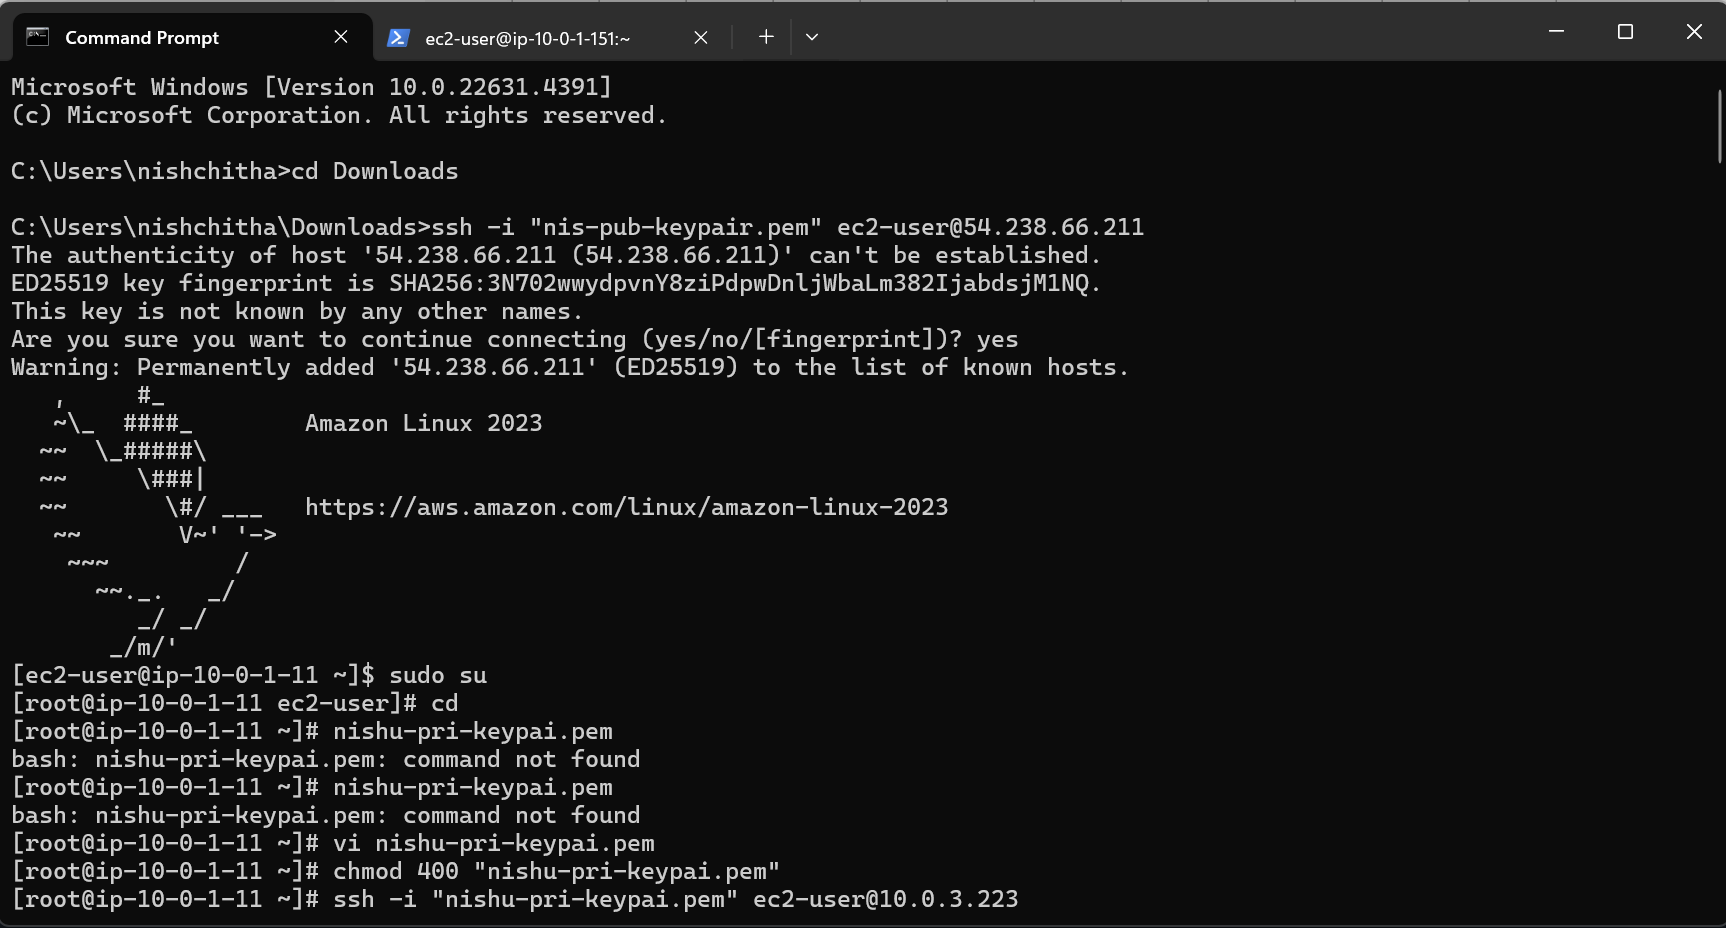 Command Prompt
ec2-user@ip-10-0-1-151:~
Microsoft Windows [Version 10.0.22631.4391]
(c) Microsoft Corporation. All rights reserved.
C:\Users\nishchitha>cd Downloads
C:\Users\nishchitha\Downloads>ssh -i "nis-pub-keypair.pem" ec2-user@54.238.66.211
The authenticity of host '54.238.66.211 (54.238.66.211)' can't be established.
ED25519 key fingerprint is SHA256:3N702wwydpvnY8ziPdpwDnljWbaLm382IjabdsjM1NQ.
This key is not known by any other names.
Are you sure you want to continue connecting (yes/no/[fingerprint])? yes
Warning: Permanently added '54.238.66.211' (ED25519) to the list of known hosts.
   ,     #_
   ~\_  ####_        Amazon Linux 2023
  ~~  \_#####\
  ~~     \###|
  ~~       \#/ ___   https://aws.amazon.com/linux/amazon-linux-2023
   ~~       V~' '->
    ~~~         /
      ~~._.   _/
         _/ _/
       _/m/'
[ec2-user@ip-10-0-1-11 ~]$ sudo su
[root@ip-10-0-1-11 ec2-user]# cd
[root@ip-10-0-1-11 ~]# nishu-pri-keypai.pem
bash: nishu-pri-keypai.pem: command not found
[root@ip-10-0-1-11 ~]# nishu-pri-keypai.pem
bash: nishu-pri-keypai.pem: command not found
[root@ip-10-0-1-11 ~]# vi nishu-pri-keypai.pem
[root@ip-10-0-1-11 ~]# chmod 400 "nishu-pri-keypai.pem"
[root@ip-10-0-1-11 ~]# ssh -i "nishu-pri-keypai.pem" ec2-user@10.0.3.223